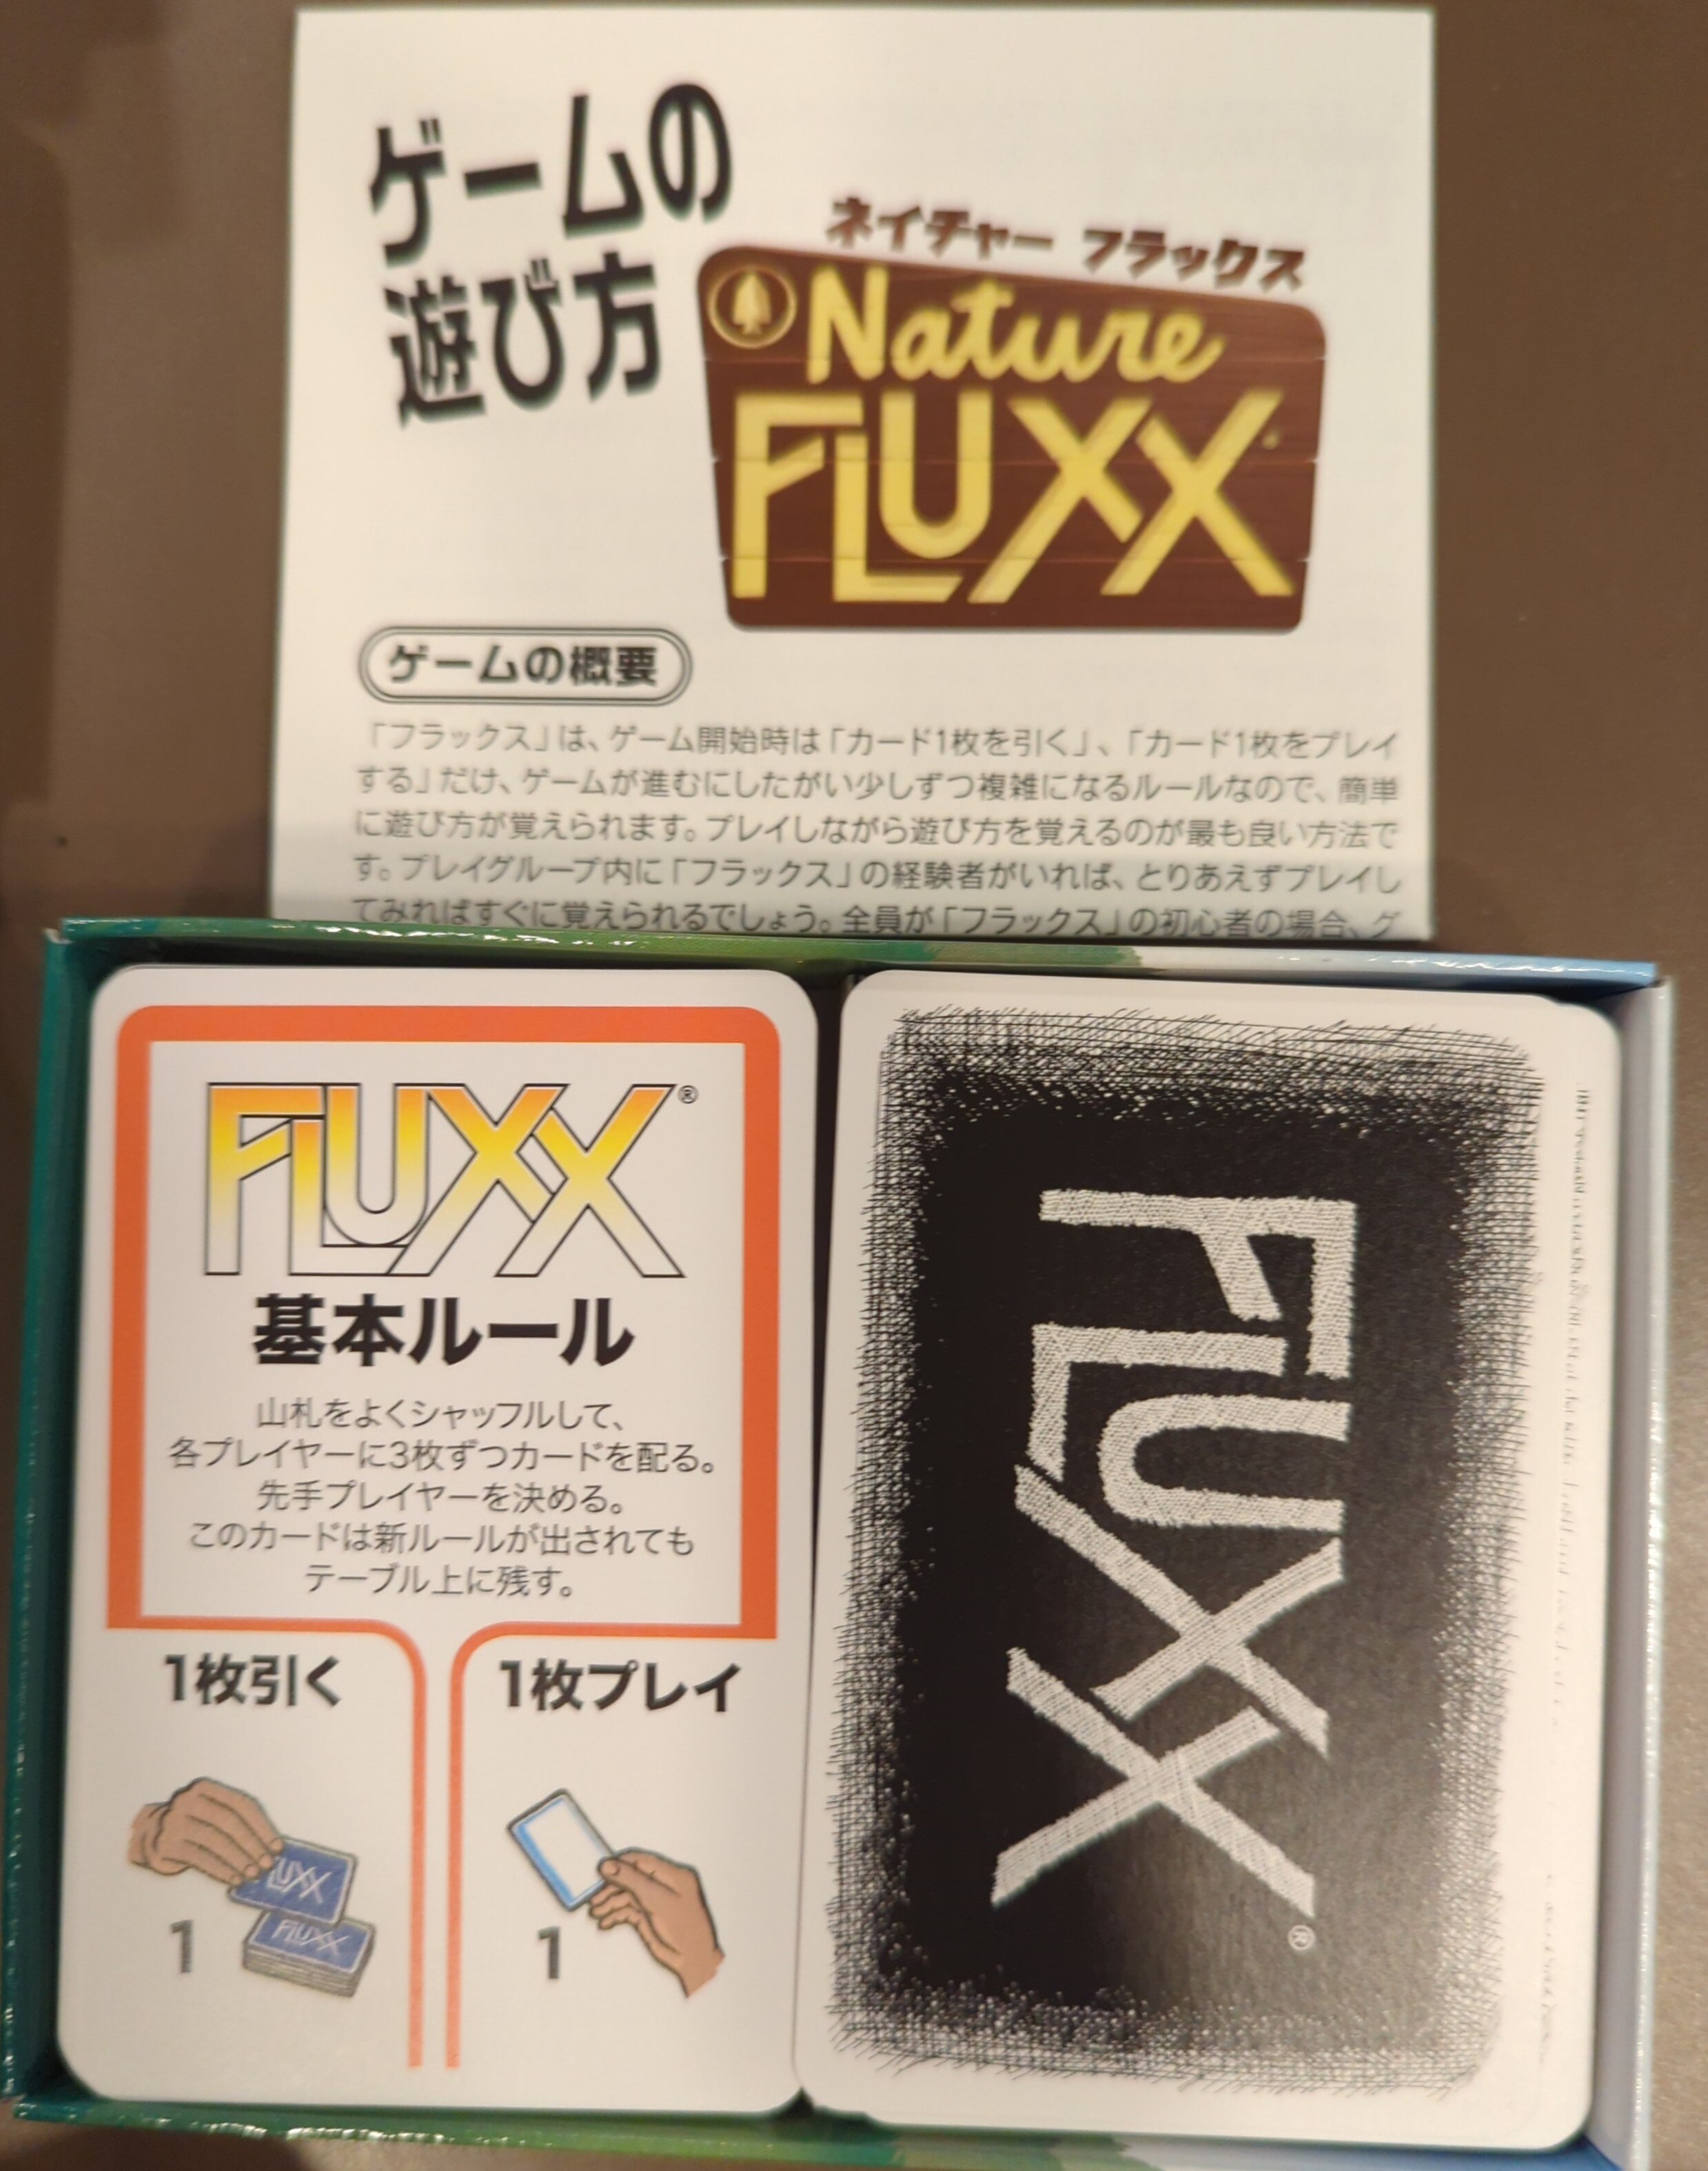 ゲームの
遊び方
ネイチャー フラックス
Nature
FLUXX
ゲームの概要
「フラックス」は、ゲーム開始時は「カード1枚を引く」、「カード1枚をプレイ
する」だけ、ゲームが進むにしたがい少しずつ複雑になるルールなので、簡単
に遊び方が覚えられます。プレイしながら遊び方を覚えるのが最も良い方法で
す。プレイグループ内に「フラックス」の経験者がいれば、とりあえずプレイし
てみればすぐに覚えられるでしょう。全員が「フラックス」の初心者の場合、グ
FLUXX®
基本ルール
山札をよくシャッフルして、
各プレイヤーに3枚ずつカードを配る。
先手プレイヤーを決める。
このカードは新ルールが出されても
テーブル上に残す。
1枚引く
1枚プレイ
FLUXX
FLUXX
1
1
FLUXX®